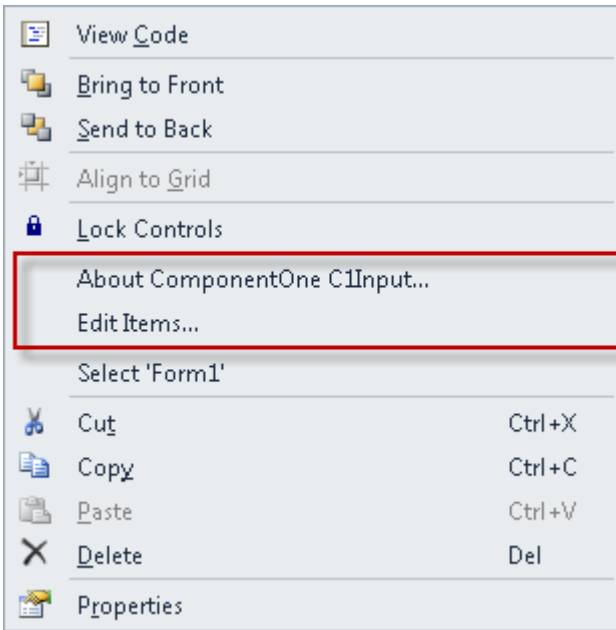 View Code
Bring to Front
Send to Back
Align to Grid
Lock Controls
About ComponentOne C1Input...
Edit Items...
Select 'Form1'
Cut Ctrl+X
Copy Ctrl+C
Paste Ctrl+V
Delete Del
Properties